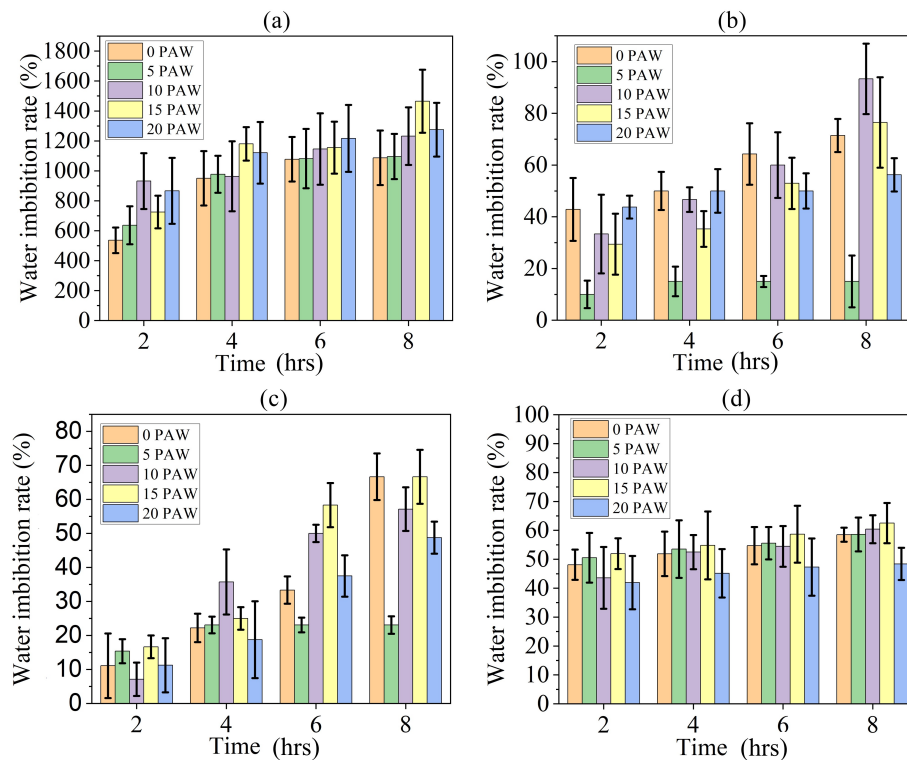 (a)
Water imbibition rate (%)
1800
1600
1400
1200
1000
800
600
400
200
0
0 PAW
5 PAW
10 PAW
15 PAW
20 PAW
2 4 6 8
Time (hrs)
(b)
Water imbibition rate (%)
100
80
60
40
20
0
0 PAW
5 PAW
10 PAW
15 PAW
20 PAW
2 4 6 8
Time (hrs)
(c)
Water imbibition rate (%)
80
70
60
50
40
30
20
10
0
0 PAW
5 PAW
10 PAW
15 PAW
20 PAW
2 4 6 8
Time (hrs)
(d)
Water imbibition rate (%)
100
90
80
70
60
50
40
30
20
10
0
0 PAW
5 PAW
10 PAW
15 PAW
20 PAW
2 4 6 8
Time (hrs)